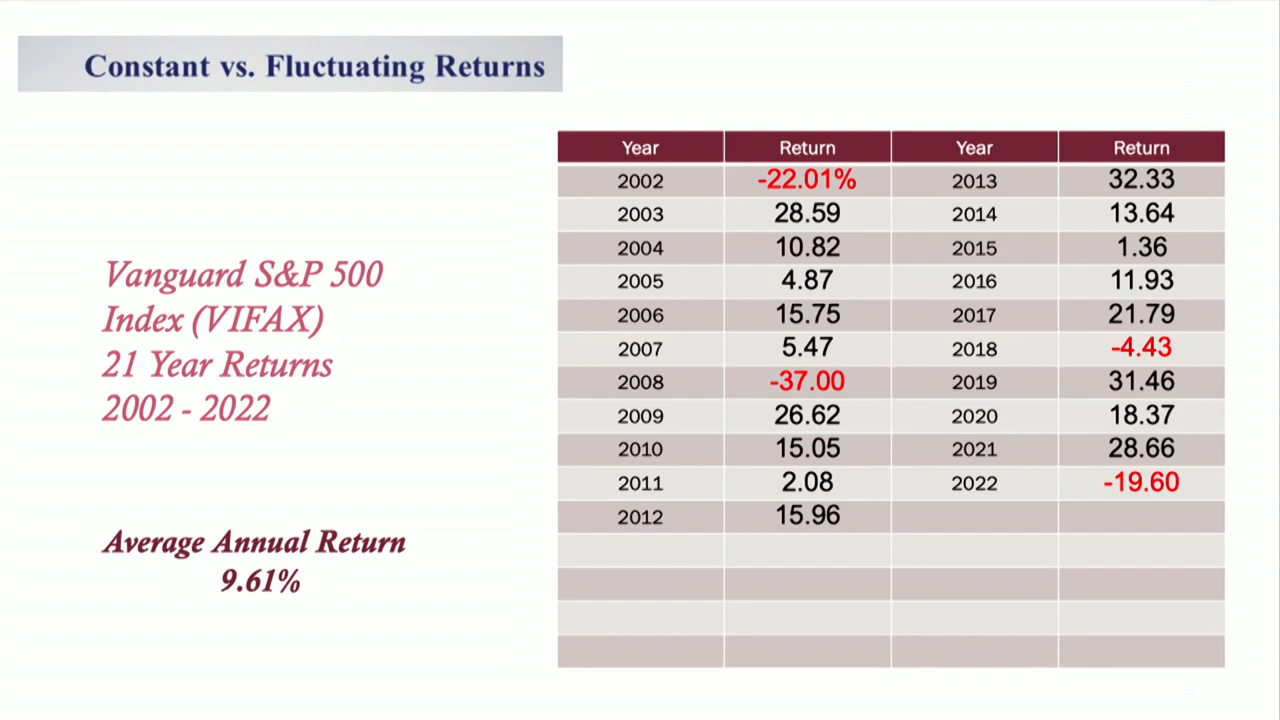 Constant vs. Fluctuating Returns
Vanguard S&P 500
Index (VIFAX)
21 Year Returns
2002 - 2022
Average Annual Return
9.61%
Year Return Year Return
2002 -22.01% 2013 32.33
2003 28.59 2014 13.64
2004 10.82 2015 1.36
2005 4.87 2016 11.93
2006 15.75 2017 21.79
2007 5.47 2018 -4.43
2008 -37.00 2019 31.46
2009 26.62 2020 18.37
2010 15.05 2021 28.66
2011 2.08 2022 -19.60
2012 15.96